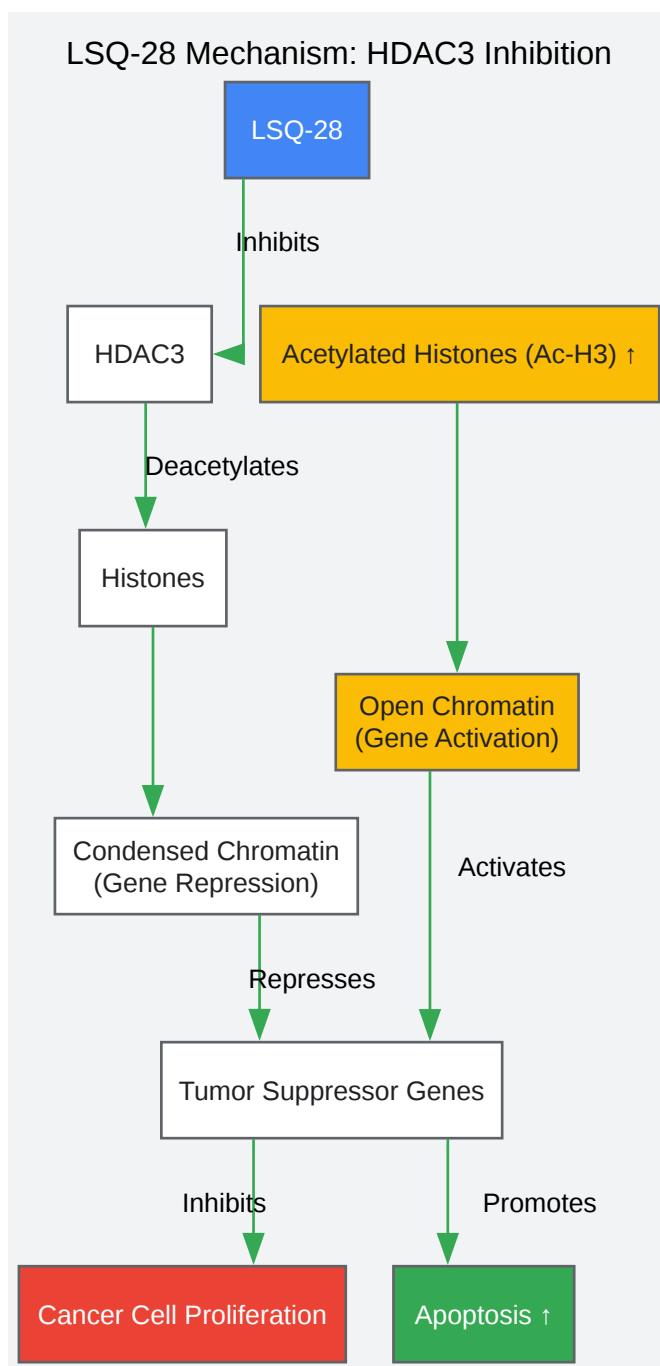 LSQ-28 Mechanism: HDAC3 Inhibition
LSQ-28
Inhibits
HDAC3
Acetylated Histones (Ac-H3) ↑
Deacetylates
Histones
Open Chromatin
(Gene Activation)
Condensed Chromatin
(Gene Repression)
Activates
Represses
Tumor Suppressor Genes
Inhibits
Promotes
Cancer Cell Proliferation
Apoptosis ↑